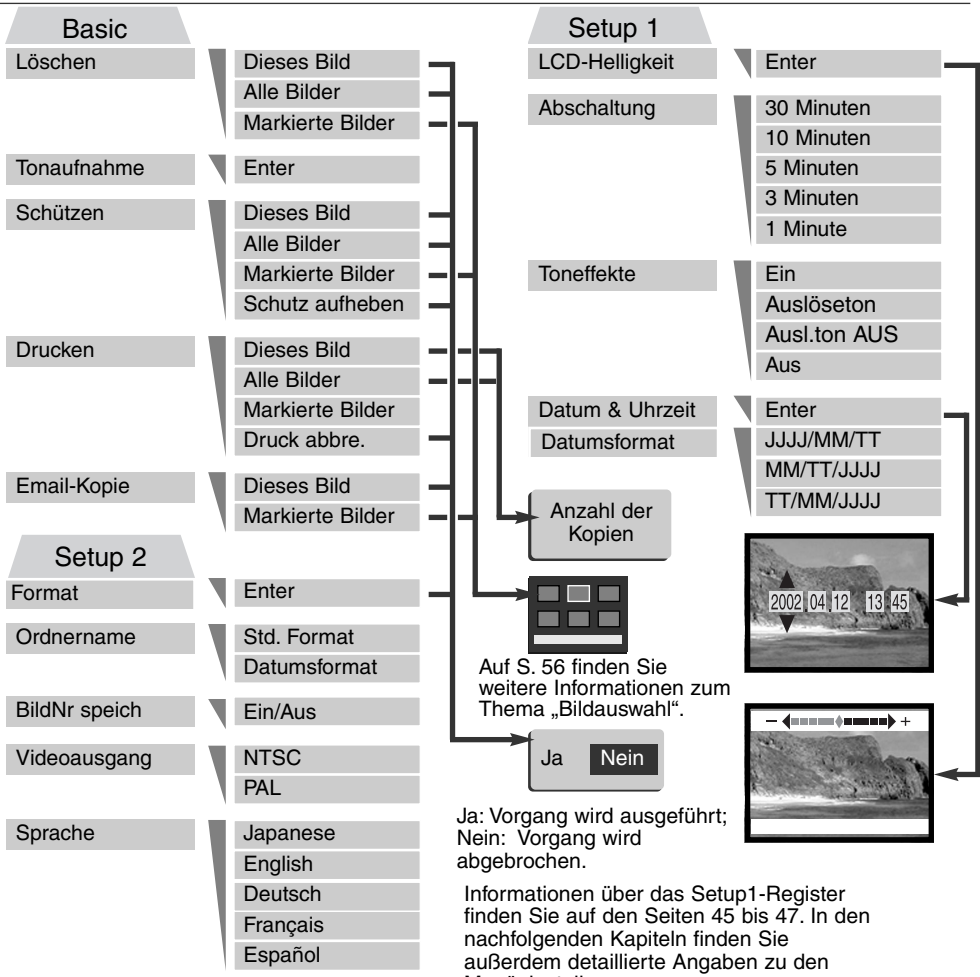 Basic
Löschen
Dieses Bild
Alle Bilder
Markierte Bilder
Tonaufnahme
Enter
Schützen
Dieses Bild
Alle Bilder
Markierte Bilder
Schutz aufheben
Drucken
Dieses Bild
Alle Bilder
Markierte Bilder
Druck abbre.
Email-Kopie
Dieses Bild
Markierte Bilder
Setup 2
Format
Enter
Ordnername
Std. Format
Datumsformat
BildNr speich
Ein/Aus
Videoausgang
NTSC
PAL
Sprache
Japanese
English
Deutsch
Français
Español
Setup 1
LCD-Helligkeit
Enter
Abschaltung
30 Minuten
10 Minuten
5 Minuten
3 Minuten
1 Minute
Toneffekte
Ein
Auslöseton
Ausl.ton AUS
Aus
Datum & Uhrzeit
Enter
Datumsformat
JJJJ/MM/TT
MM/TT/JJJJ
TT/MM/JJJJ
Anzahl der
Kopien
2002 04 12 13 45
Auf S. 56 finden Sie
weitere Informationen zum
Thema „Bildauswahl“.
Ja Nein
− +
Ja: Vorgang wird ausgeführt;
Nein: Vorgang wird
abgebrochen.
Informationen über das Setup1-Register
finden Sie auf den Seiten 45 bis 47. In den
nachfolgenden Kapiteln finden Sie
außerdem detaillierte Angaben zu den